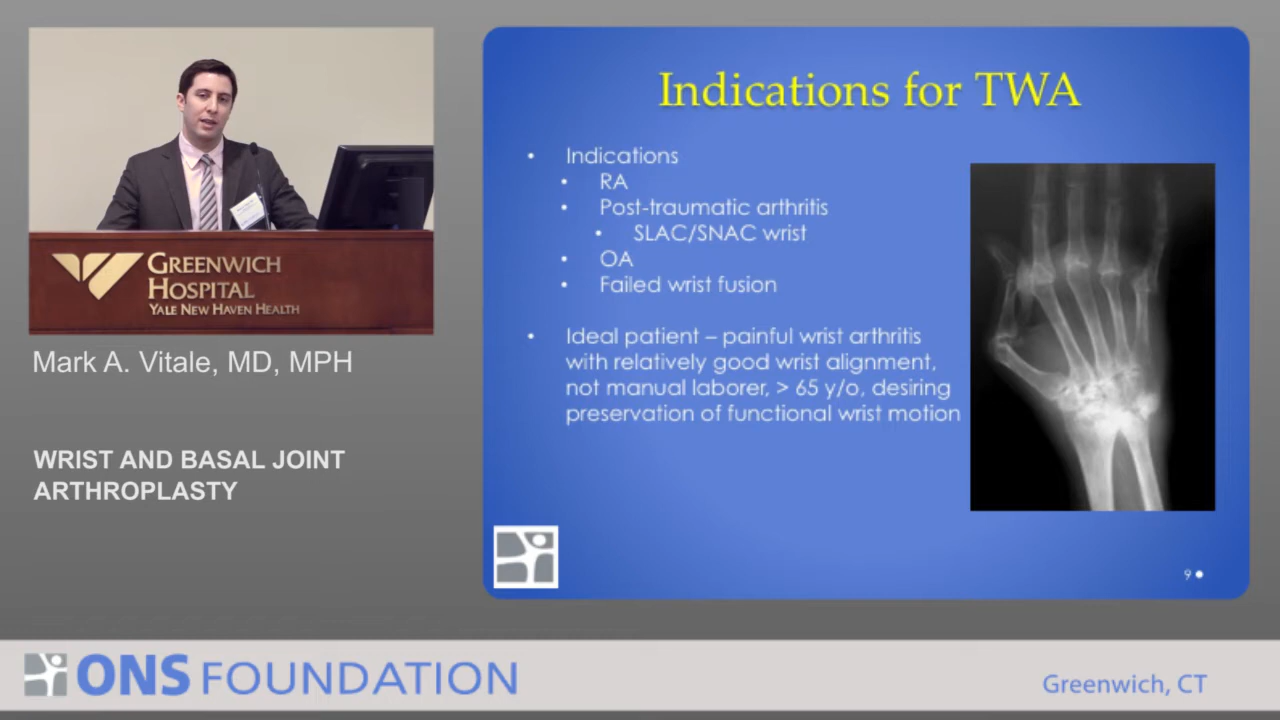 GREENWICH
HOSPITAL
YALE NEW HAVEN HEALTH
Mark A. Vitale, MD, MPH
WRIST AND BASAL JOINT
ARTHROPLASTY
Indications for TWA
• Indications
• RA
• Post-traumatic arthritis
• SLAC/SNAC wrist
• OA
• Failed wrist fusion
• Ideal patient – painful wrist arthritis
with relatively good wrist alignment,
not manual laborer, > 65 y/o, desiring
preservation of functional wrist motion
9
ONS FOUNDATION
Greenwich, CT